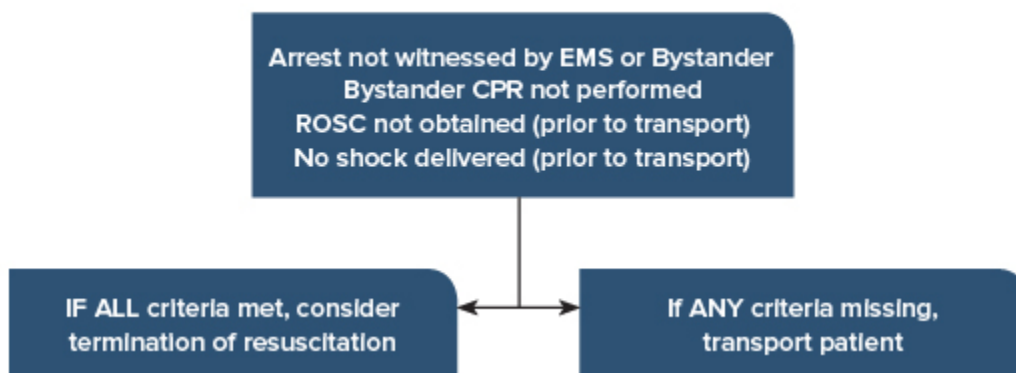 Arrest not witnessed by EMS or Bystander
Bystander CPR not performed
ROSC not obtained (prior to transport)
No shock delivered (prior to transport)
IF ALL criteria met, consider
termination of resuscitation
If ANY criteria missing,
transport patient